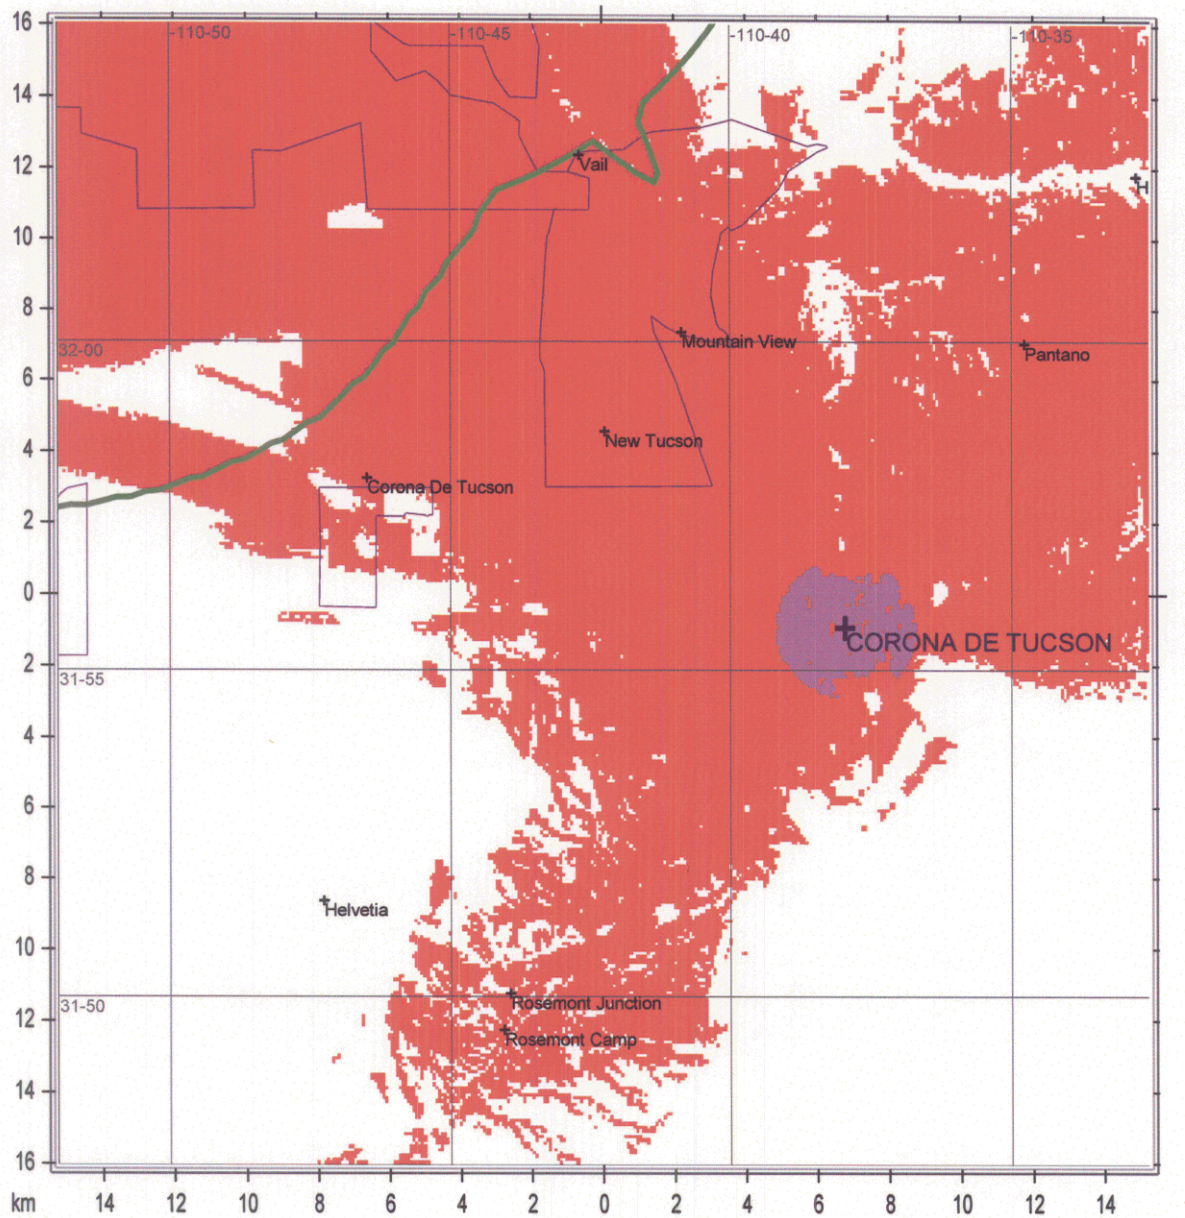 16
-110-50
-110-45
-110-40
-110-35
14
12
Vail
H
10
8
Mountain View
32-00
Pantano
6
4
New Tucson
Corona De Tucson
2
0
CORONA DE TUCSON
2
31-55
4
6
8
Helvetia
10
31-50
Rosemont Junction
12
Rosemont Camp
14
16
km 14 12 10 8 6 4 2 0 2 4 6 8 10 12 14